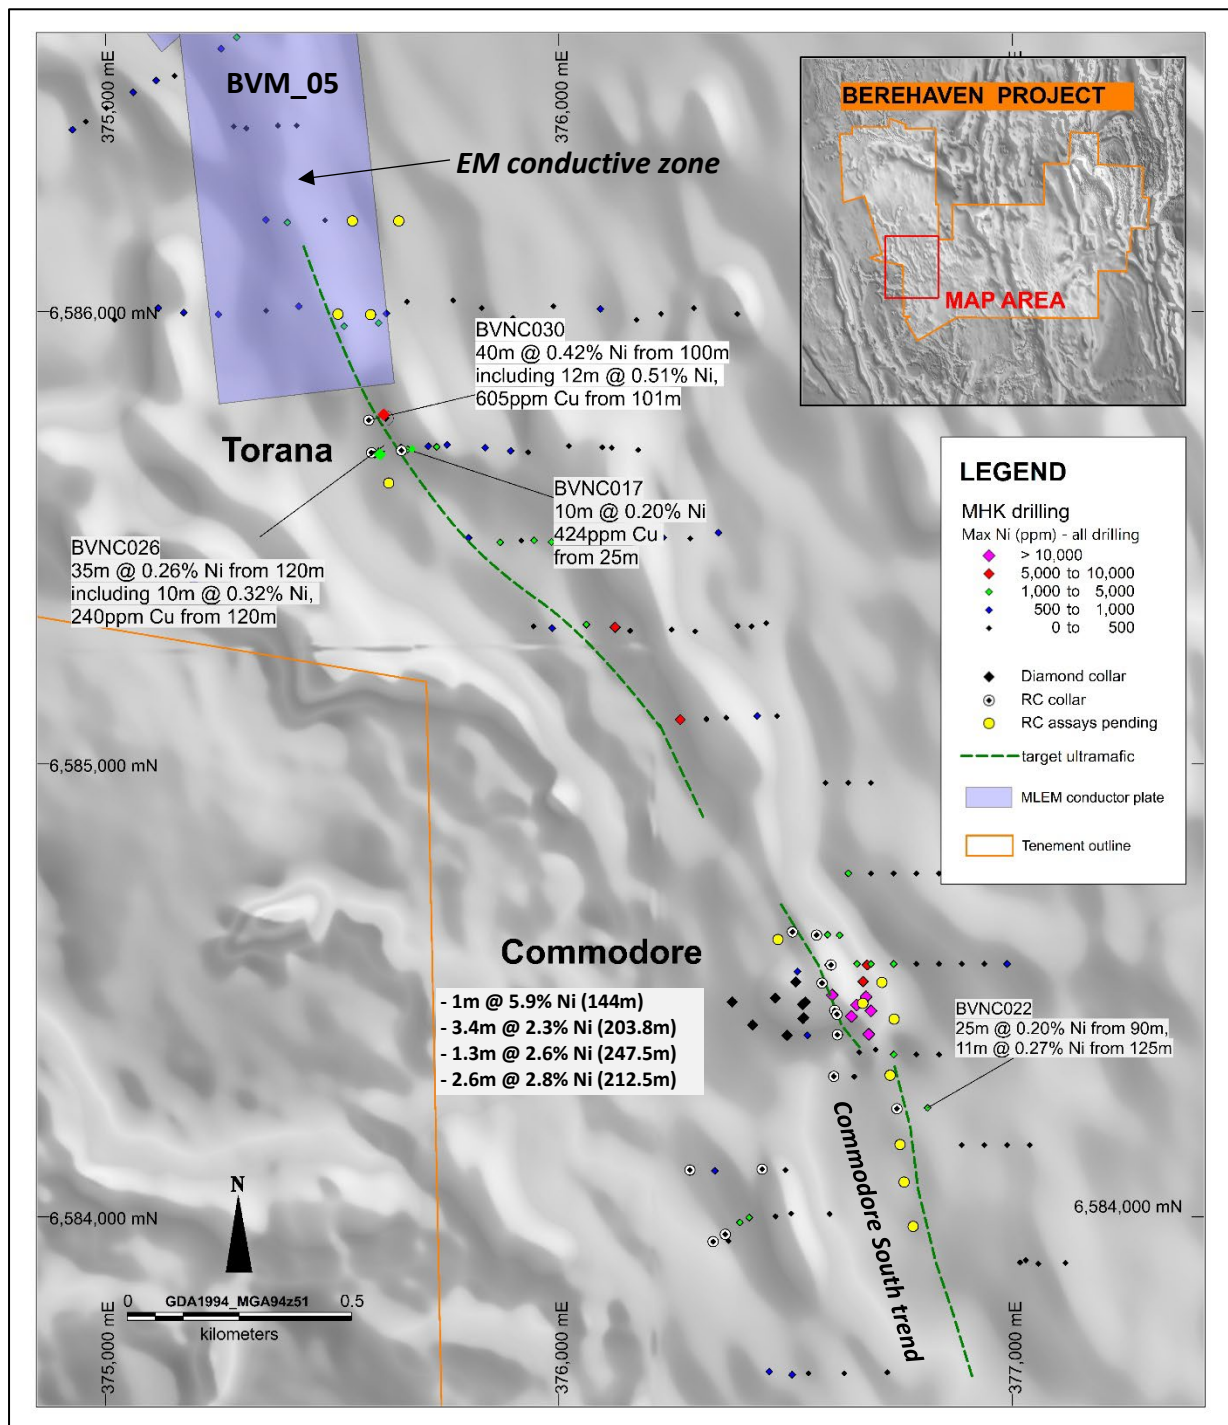 375,000 mE
376,000 mE
377,000 mE
BVM_05
EM conductive zone
BEREHAVEN PROJECT
MAP AREA
6,586,000 mN
BVNC030
40m @ 0.42% Ni from 100m
including 12m @ 0.51% Ni,
605ppm Cu from 101m
Torana
BVNC017
10m @ 0.20% Ni
424ppm Cu
from 25m
BVNC026
35m @ 0.26% Ni from 120m
including 10m @ 0.32% Ni,
240ppm Cu from 120m
LEGEND
MHK drilling
Max Ni (ppm) - all drilling
> 10,000
5,000 to 10,000
1,000 to 5,000
500 to 1,000
0 to 500
Diamond collar
RC collar
RC assays pending
target ultramafic
MLEM conductor plate
Tenement outline
6,585,000 mN
Commodore
- 1m @ 5.9% Ni (144m)
- 3.4m @ 2.3% Ni (203.8m)
- 1.3m @ 2.6% Ni (247.5m)
- 2.6m @ 2.8% Ni (212.5m)
BVNC022
25m @ 0.20% Ni from 90m,
11m @ 0.27% Ni from 125m
Commodore South trend
N
6,584,000 mN
6,584,000 mN
0 GDA1994_MGA94z51 0.5
kilometers
375,000 mE
376,000 mE
377,000 mE